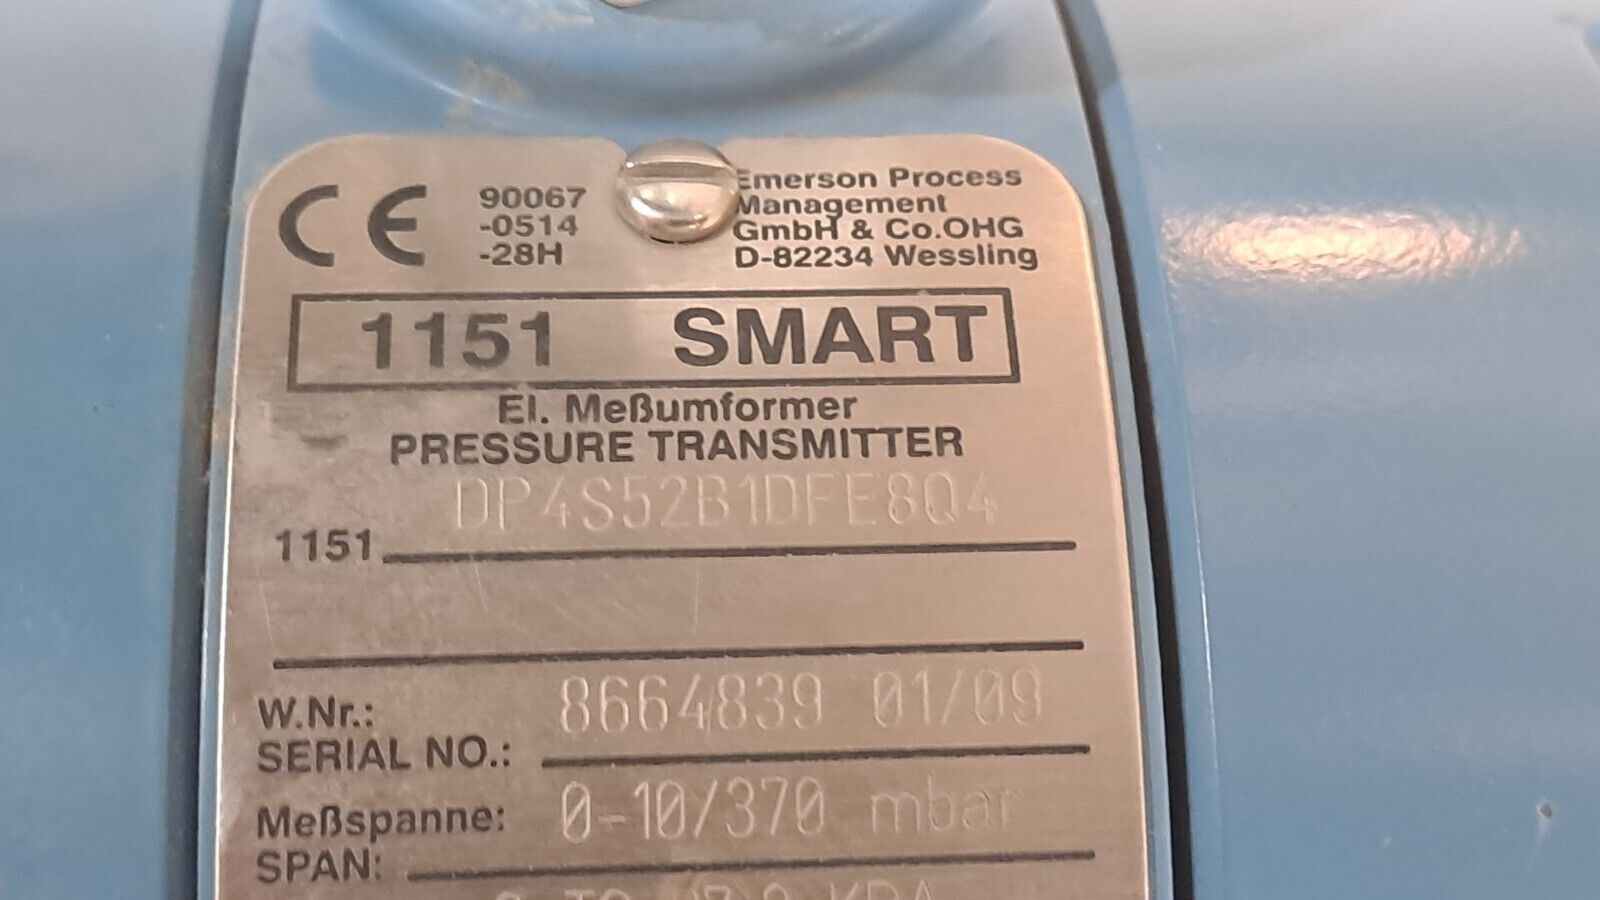 CE 90067
-0514
-28H
Emerson Process
Management
GmbH & Co.OHG
D-82234 Wessling
1151 SMART
El. Meßumformer
PRESSURE TRANSMITTER
1151 DP4S52B1DFE8Q4
W.Nr.: 8664839 01/09
SERIAL NO.:
Meßspanne: 0-10/370 mbar
SPAN: